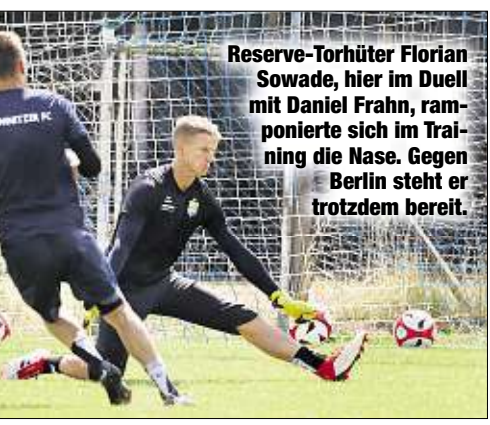 Reserve-Torhüter Florian
Sowade, hier im Duell
mit Daniel Frahn, ram-
ponierte sich im Trai-
ning die Nase. Gegen
Berlin steht er
trotzdem bereit.
FC